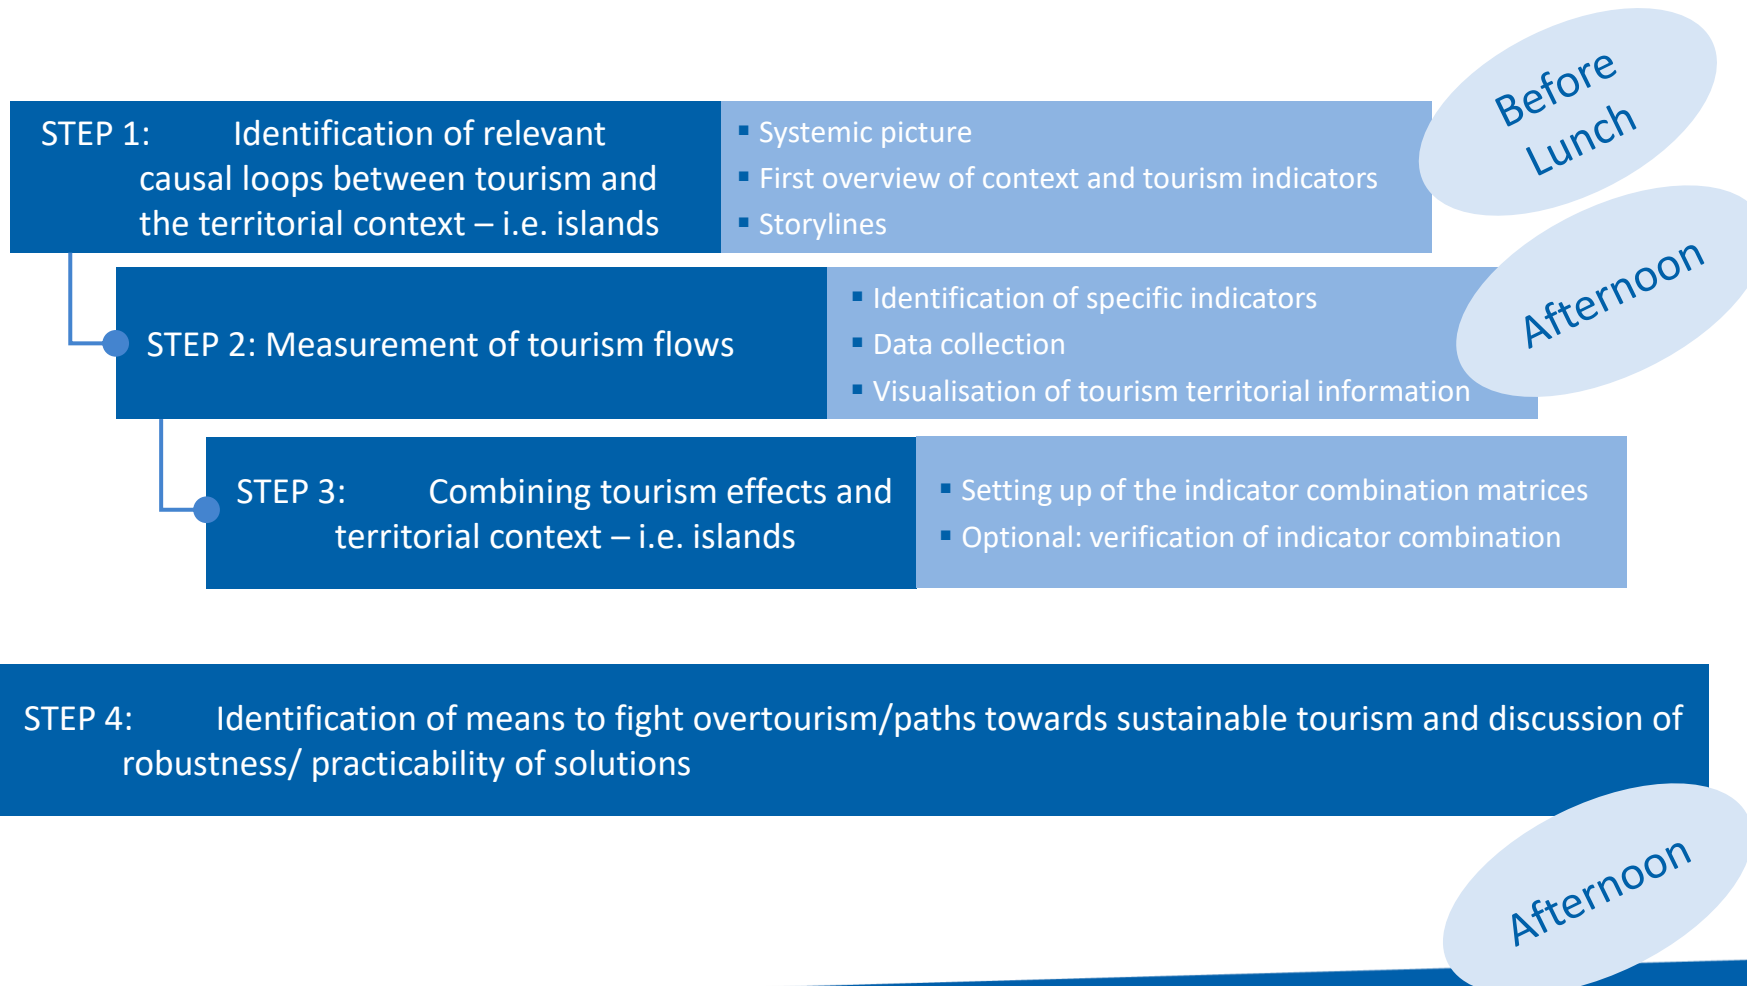 Before
Lunch
STEP 1: Identification of relevant
causal loops between tourism and
the territorial context – i.e. islands
▪ Systemic picture
▪ First overview of context and tourism indicators
▪ Storylines
Afternoon
STEP 2: Measurement of tourism flows
▪ Identification of specific indicators
▪ Data collection
▪ Visualisation of tourism territorial information
STEP 3: Combining tourism effects and
territorial context – i.e. islands
▪ Setting up of the indicator combination matrices
▪ Optional: verification of indicator combination
STEP 4: Identification of means to fight overtourism/paths towards sustainable tourism and discussion of
robustness/ practicability of solutions
Afternoon